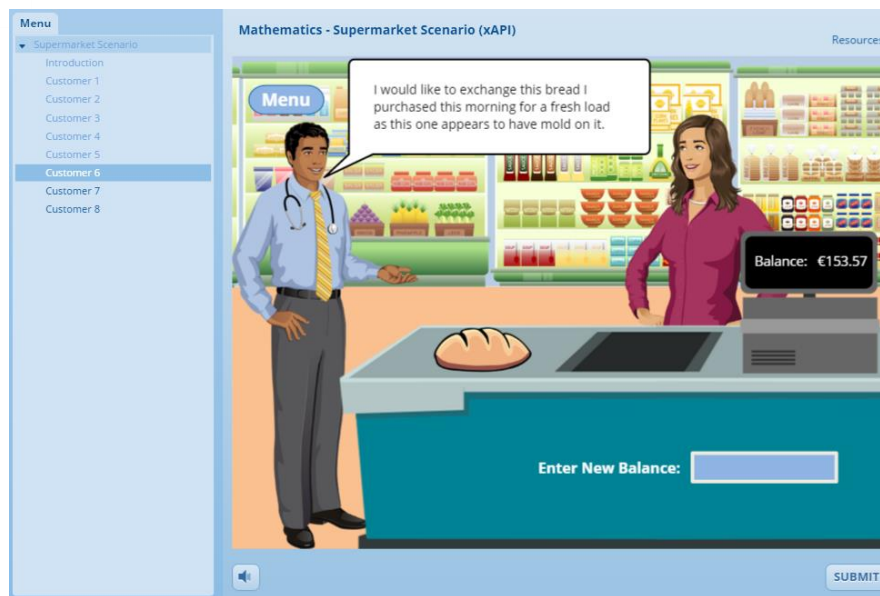 Menu
Mathematics - Supermarket Scenario (xAPI)
Resources
Supermarket Scenario
Introduction
Customer 1
Customer 2
Customer 3
Customer 4
Customer 5
Customer 6
Customer 7
Customer 8
Menu
I would like to exchange this bread I
purchased this morning for a fresh load
as this one appears to have mold on it.
Balance: €153.57
Enter New Balance:
SUBMIT